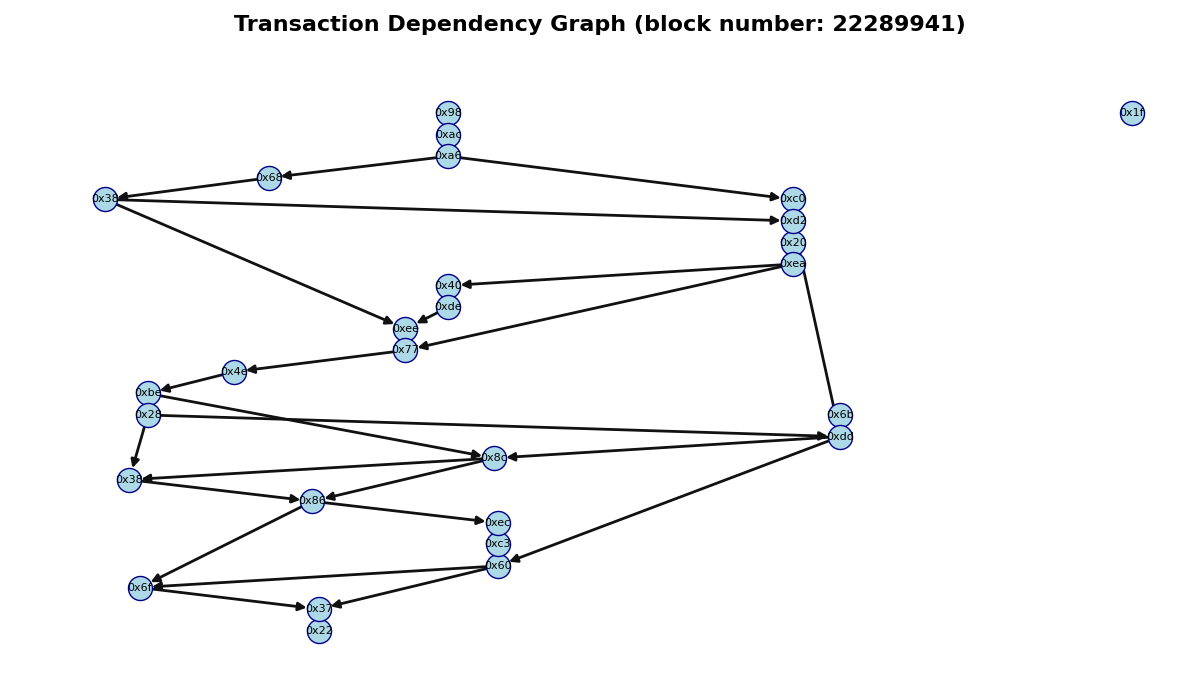 Transaction Dependency Graph (block number: 22289941)
0x98
0x1f
0xac
0xa6
0x68
0x38
0xc0
0xd2
0x20
0xea
0x40
0xde
0xee
0x77
0x4e
0xbe
0x28
0x6b
0xdd
0x8c
0x38
0x86
0xec
0xc3
0x60
0x6f
0x37
0x22